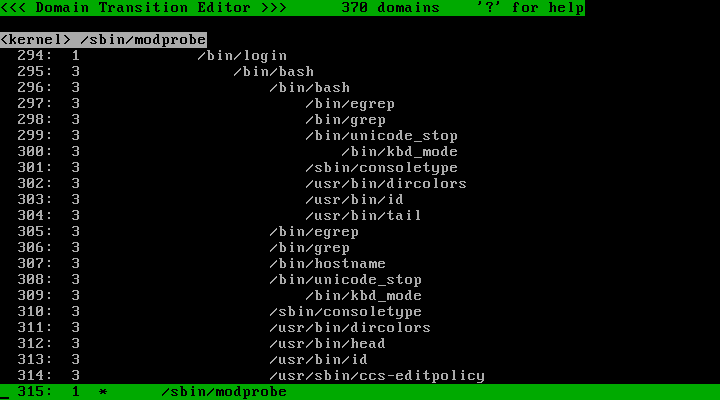 <<< Domain Transition Editor >>>      370 domains    '?' for help
<kernel> /sbin/modprobe
294:  1             /bin/login
295:  3                 /bin/bash
296:  3                     /bin/bash
297:  3                         /bin/egrep
298:  3                         /bin/grep
299:  3                         /bin/unicode_stop
300:  3                             /bin/kbd_mode
301:  3                         /sbin/consoletype
302:  3                         /usr/bin/dircolors
303:  3                         /usr/bin/id
304:  3                         /usr/bin/tail
305:  3                     /bin/egrep
306:  3                     /bin/grep
307:  3                     /bin/hostname
308:  3                     /bin/unicode_stop
309:  3                         /bin/kbd_mode
310:  3                     /sbin/consoletype
311:  3                     /usr/bin/dircolors
312:  3                     /usr/bin/head
313:  3                     /usr/bin/id
314:  3                     /usr/sbin/ccs-editpolicy
315:  1  *      /sbin/modprobe